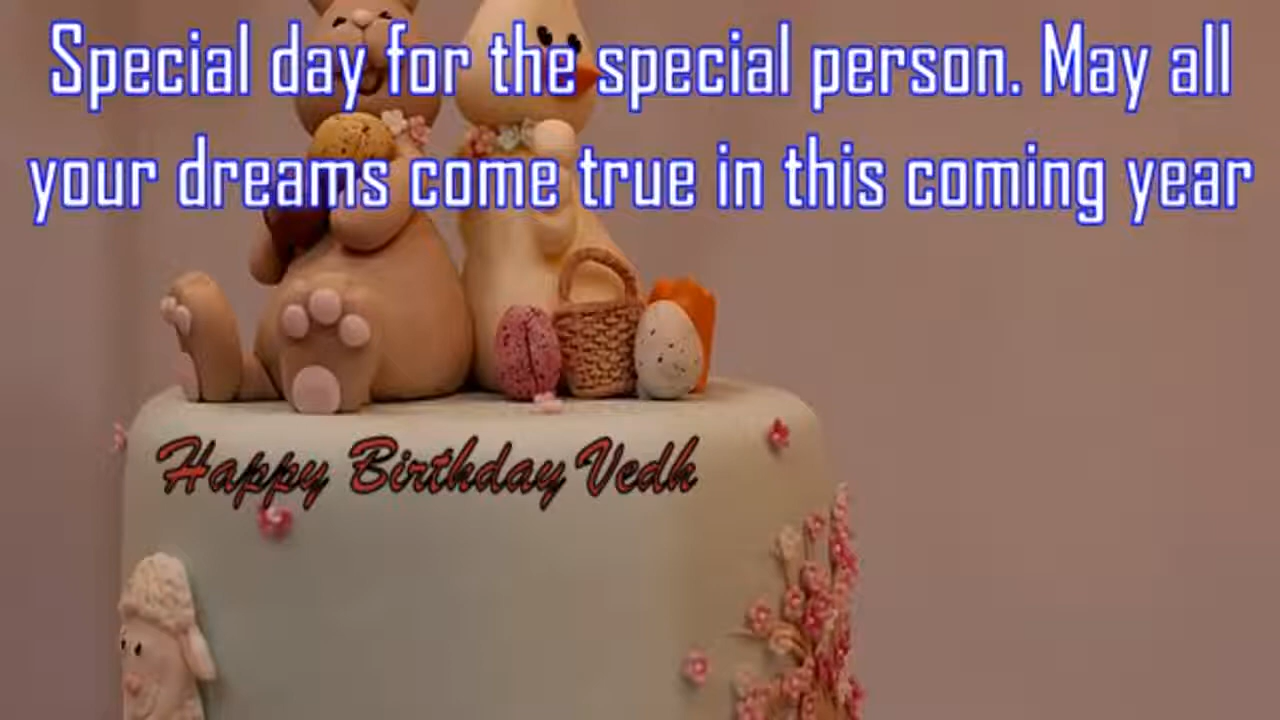 Special day for the special person. May all
your dreams come true in this coming year
Happy Birthday Vedh